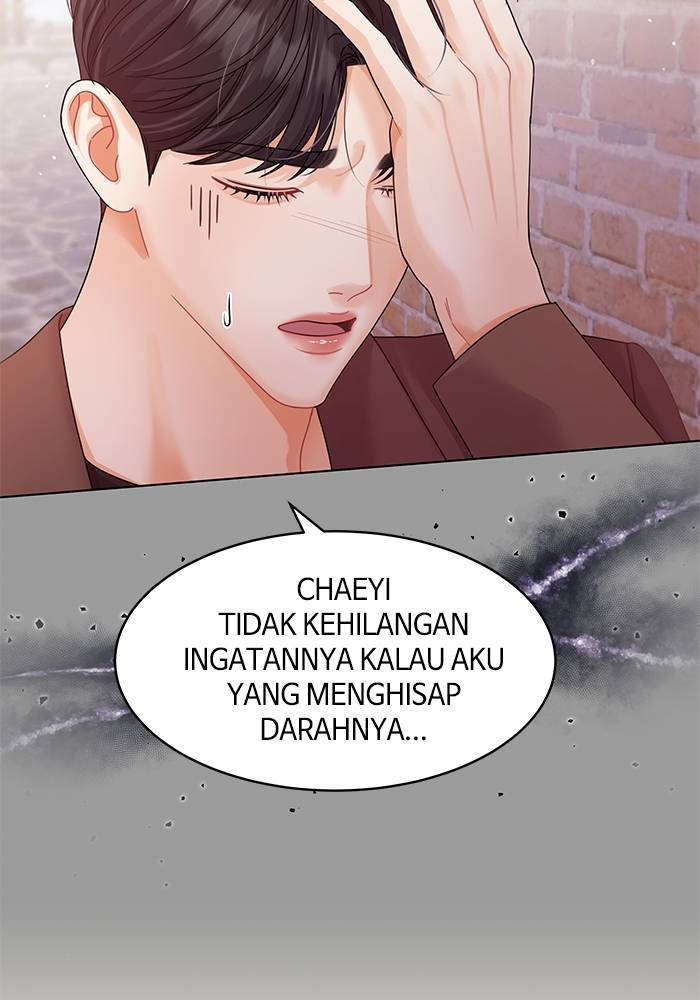 CHAEYI
TIDAK KEHILANGAN
INGATANNYA KALAU AKU
YANG MENGHISAP
DARAHNYA...